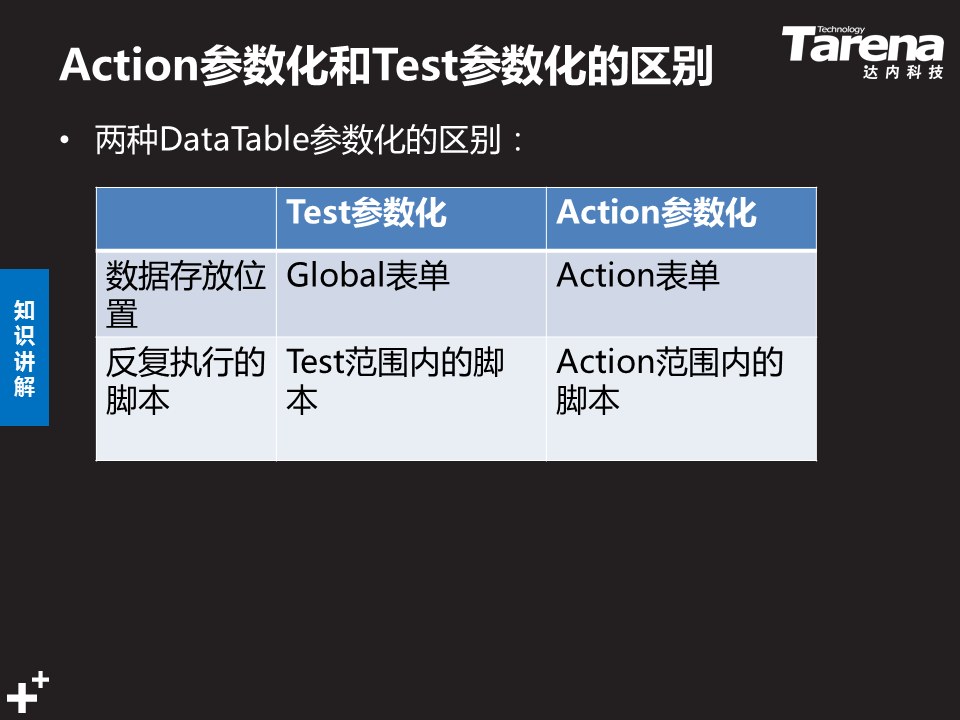 Action参数化和Test参数化的区别
Technology
Tarena
达内科技
• 两种DataTable参数化的区别：
Test参数化
Action参数化
数据存放位
置
Global表单
Action表单
反复执行的
脚本
Test范围内的脚
本
Action范围内的
脚本
知
识
讲
解